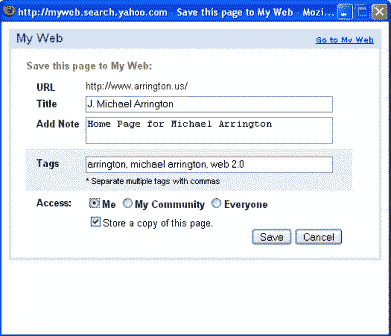 http://myweb.search.yahoo.com - Save this page to My Web - Mozi...
My Web Go to My Web
Save this page to My Web:
URL http://www.arrington.us/
Title J. Michael Arrington
Add Note Home Page for Michael Arrington
Tags arrington, michael arrington, web 2.0
* Separate multiple tags with commas
Access: Me My Community Everyone
Store a copy of this page.
Save Cancel